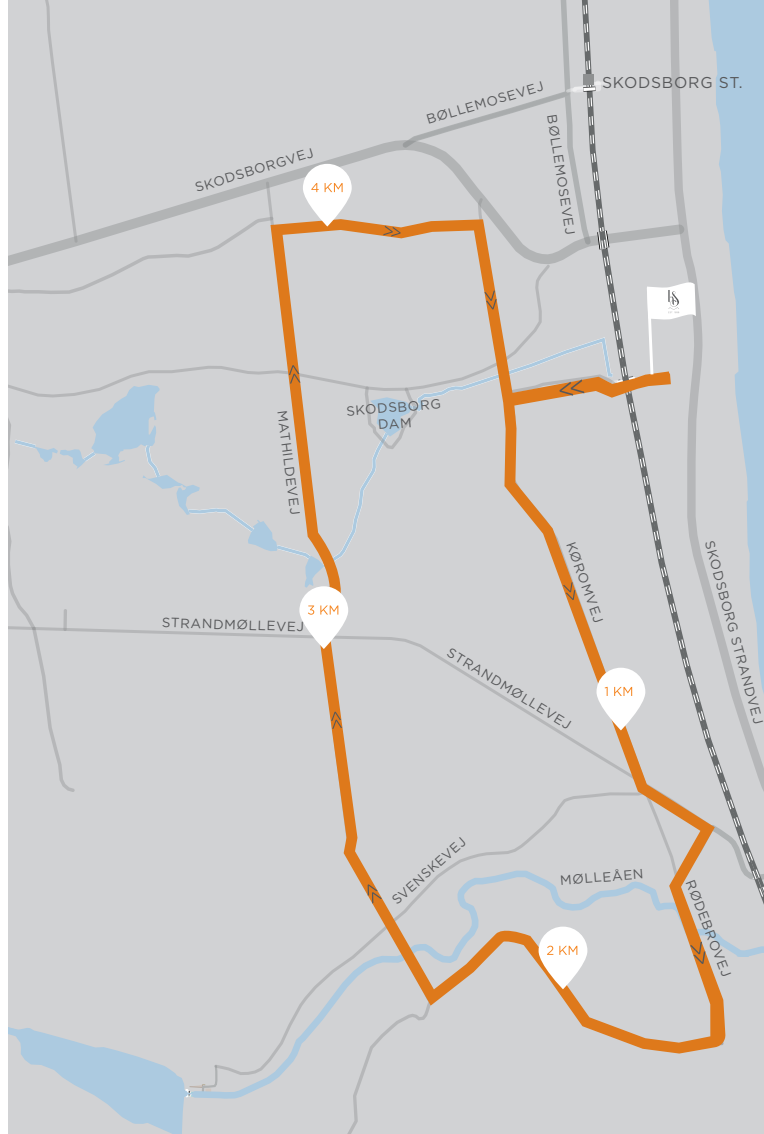 SKODSBORG ST.
BØLLEMOSEVEJ
SKODSBORGVEJ
BØLLEMOSEVEJ
4 KM
SKODSBORG
DAM
MATHILDEVEJ
KØROMVEJ
SKODSBORG STRANDVEJ
3 KM
STRANDMØLLEVEJ
STRANDMØLLEVEJ
1 KM
SVENSKEVEJ
MØLLEÅEN
RØDEBROVEJ
2 KM